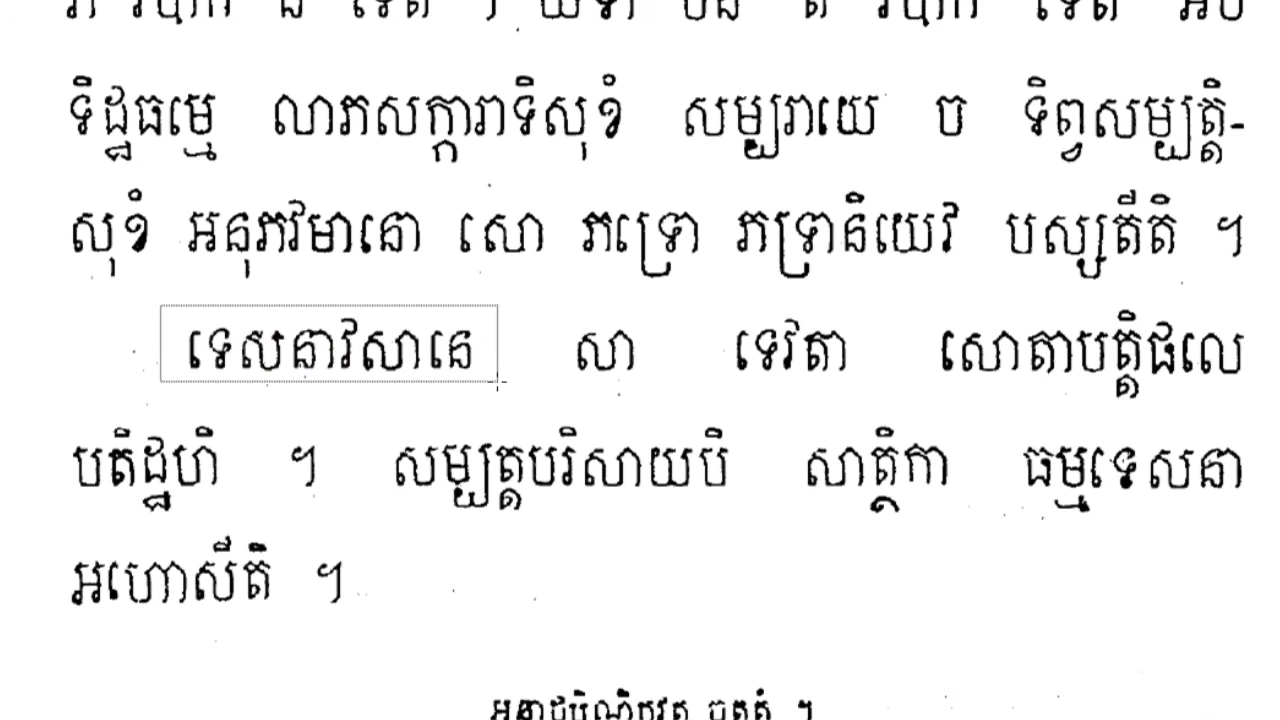 ទិដ្ឋធម្មេ លាភសក្ការាទិសុខំ សម្បរាយេ ច ទិព្វសម្បត្តិ-
សុខំ អនុភវមានោ សោ ភទ្រោ ភទ្រានិយេវ បស្សតីតិ ។
ទេសនាវសានេ សា ទេវតា សោតាបត្តិផលេ
បតិដ្ឋហិ ។ សម្បត្តបរិសាយបិ សាត្ថិកា ធម្មទេសនា
អហោសីតិ ។